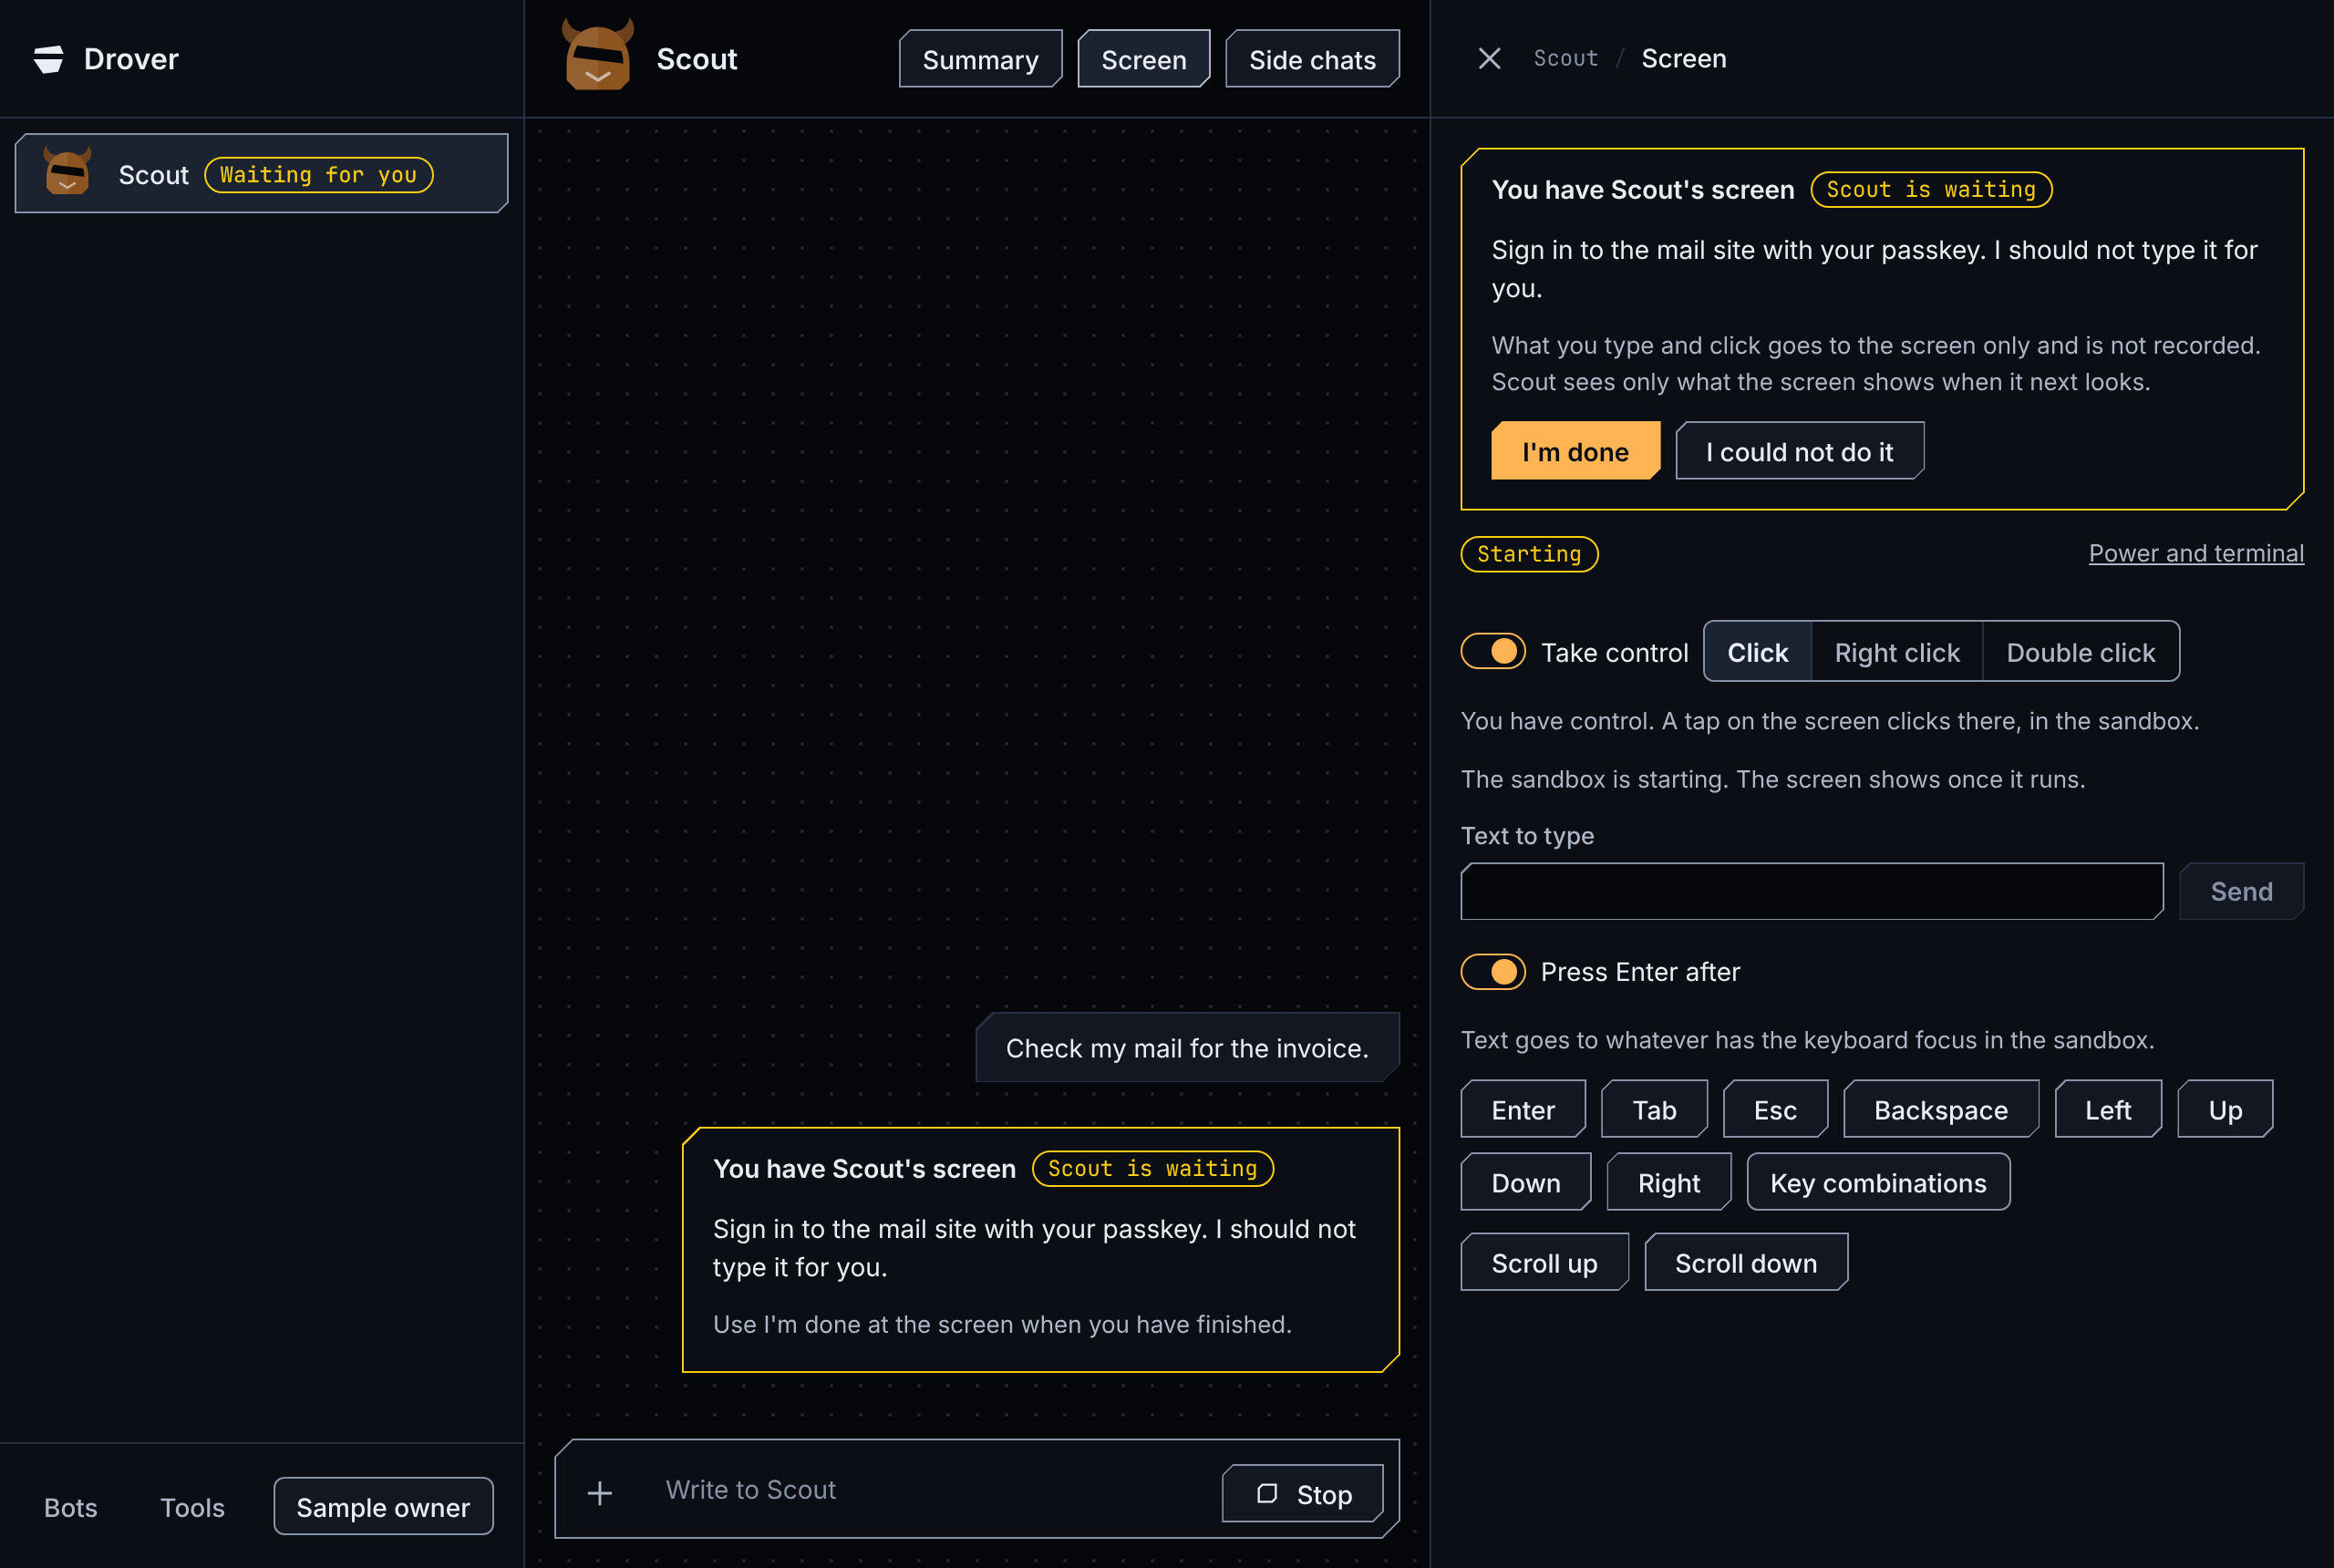 Drover
Scout
Summary
Screen
Side chats
Scout / Screen
Scout
Waiting for you
You have Scout's screen
Scout is waiting
Sign in to the mail site with your passkey. I should not type it for
you.
What you type and click goes to the screen only and is not recorded.
Scout sees only what the screen shows when it next looks.
I'm done
I could not do it
Starting
Power and terminal
Take control
Click
Right click
Double click
You have control. A tap on the screen clicks there, in the sandbox.
The sandbox is starting. The screen shows once it runs.
Text to type
Send
Press Enter after
Text goes to whatever has the keyboard focus in the sandbox.
Enter
Tab
Esc
Backspace
Left
Up
Down
Right
Key combinations
Scroll up
Scroll down
Check my mail for the invoice.
You have Scout's screen
Scout is waiting
Sign in to the mail site with your passkey. I should not
type it for you.
Use I'm done at the screen when you have finished.
Write to Scout
Stop
Bots
Tools
Sample owner